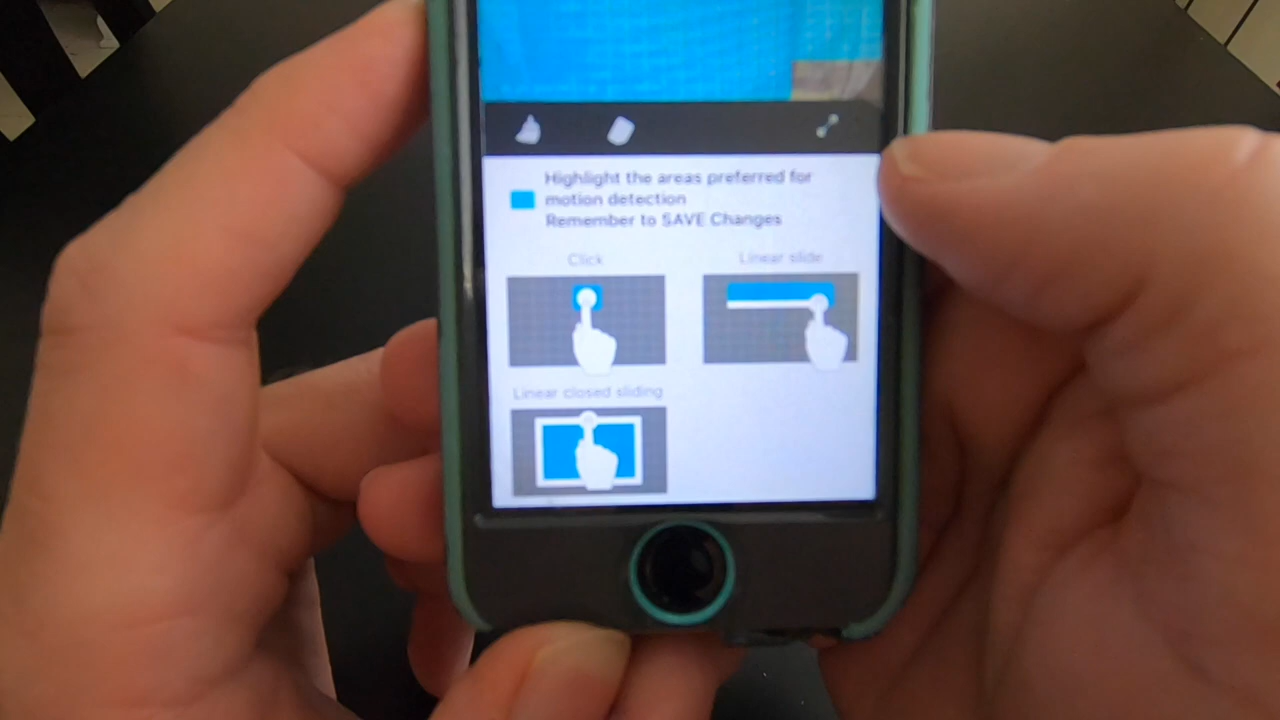 Highlight the areas preferred for
motion detection
Remember to SAVE Changes
Click
Linear slide
Linear closed sliding